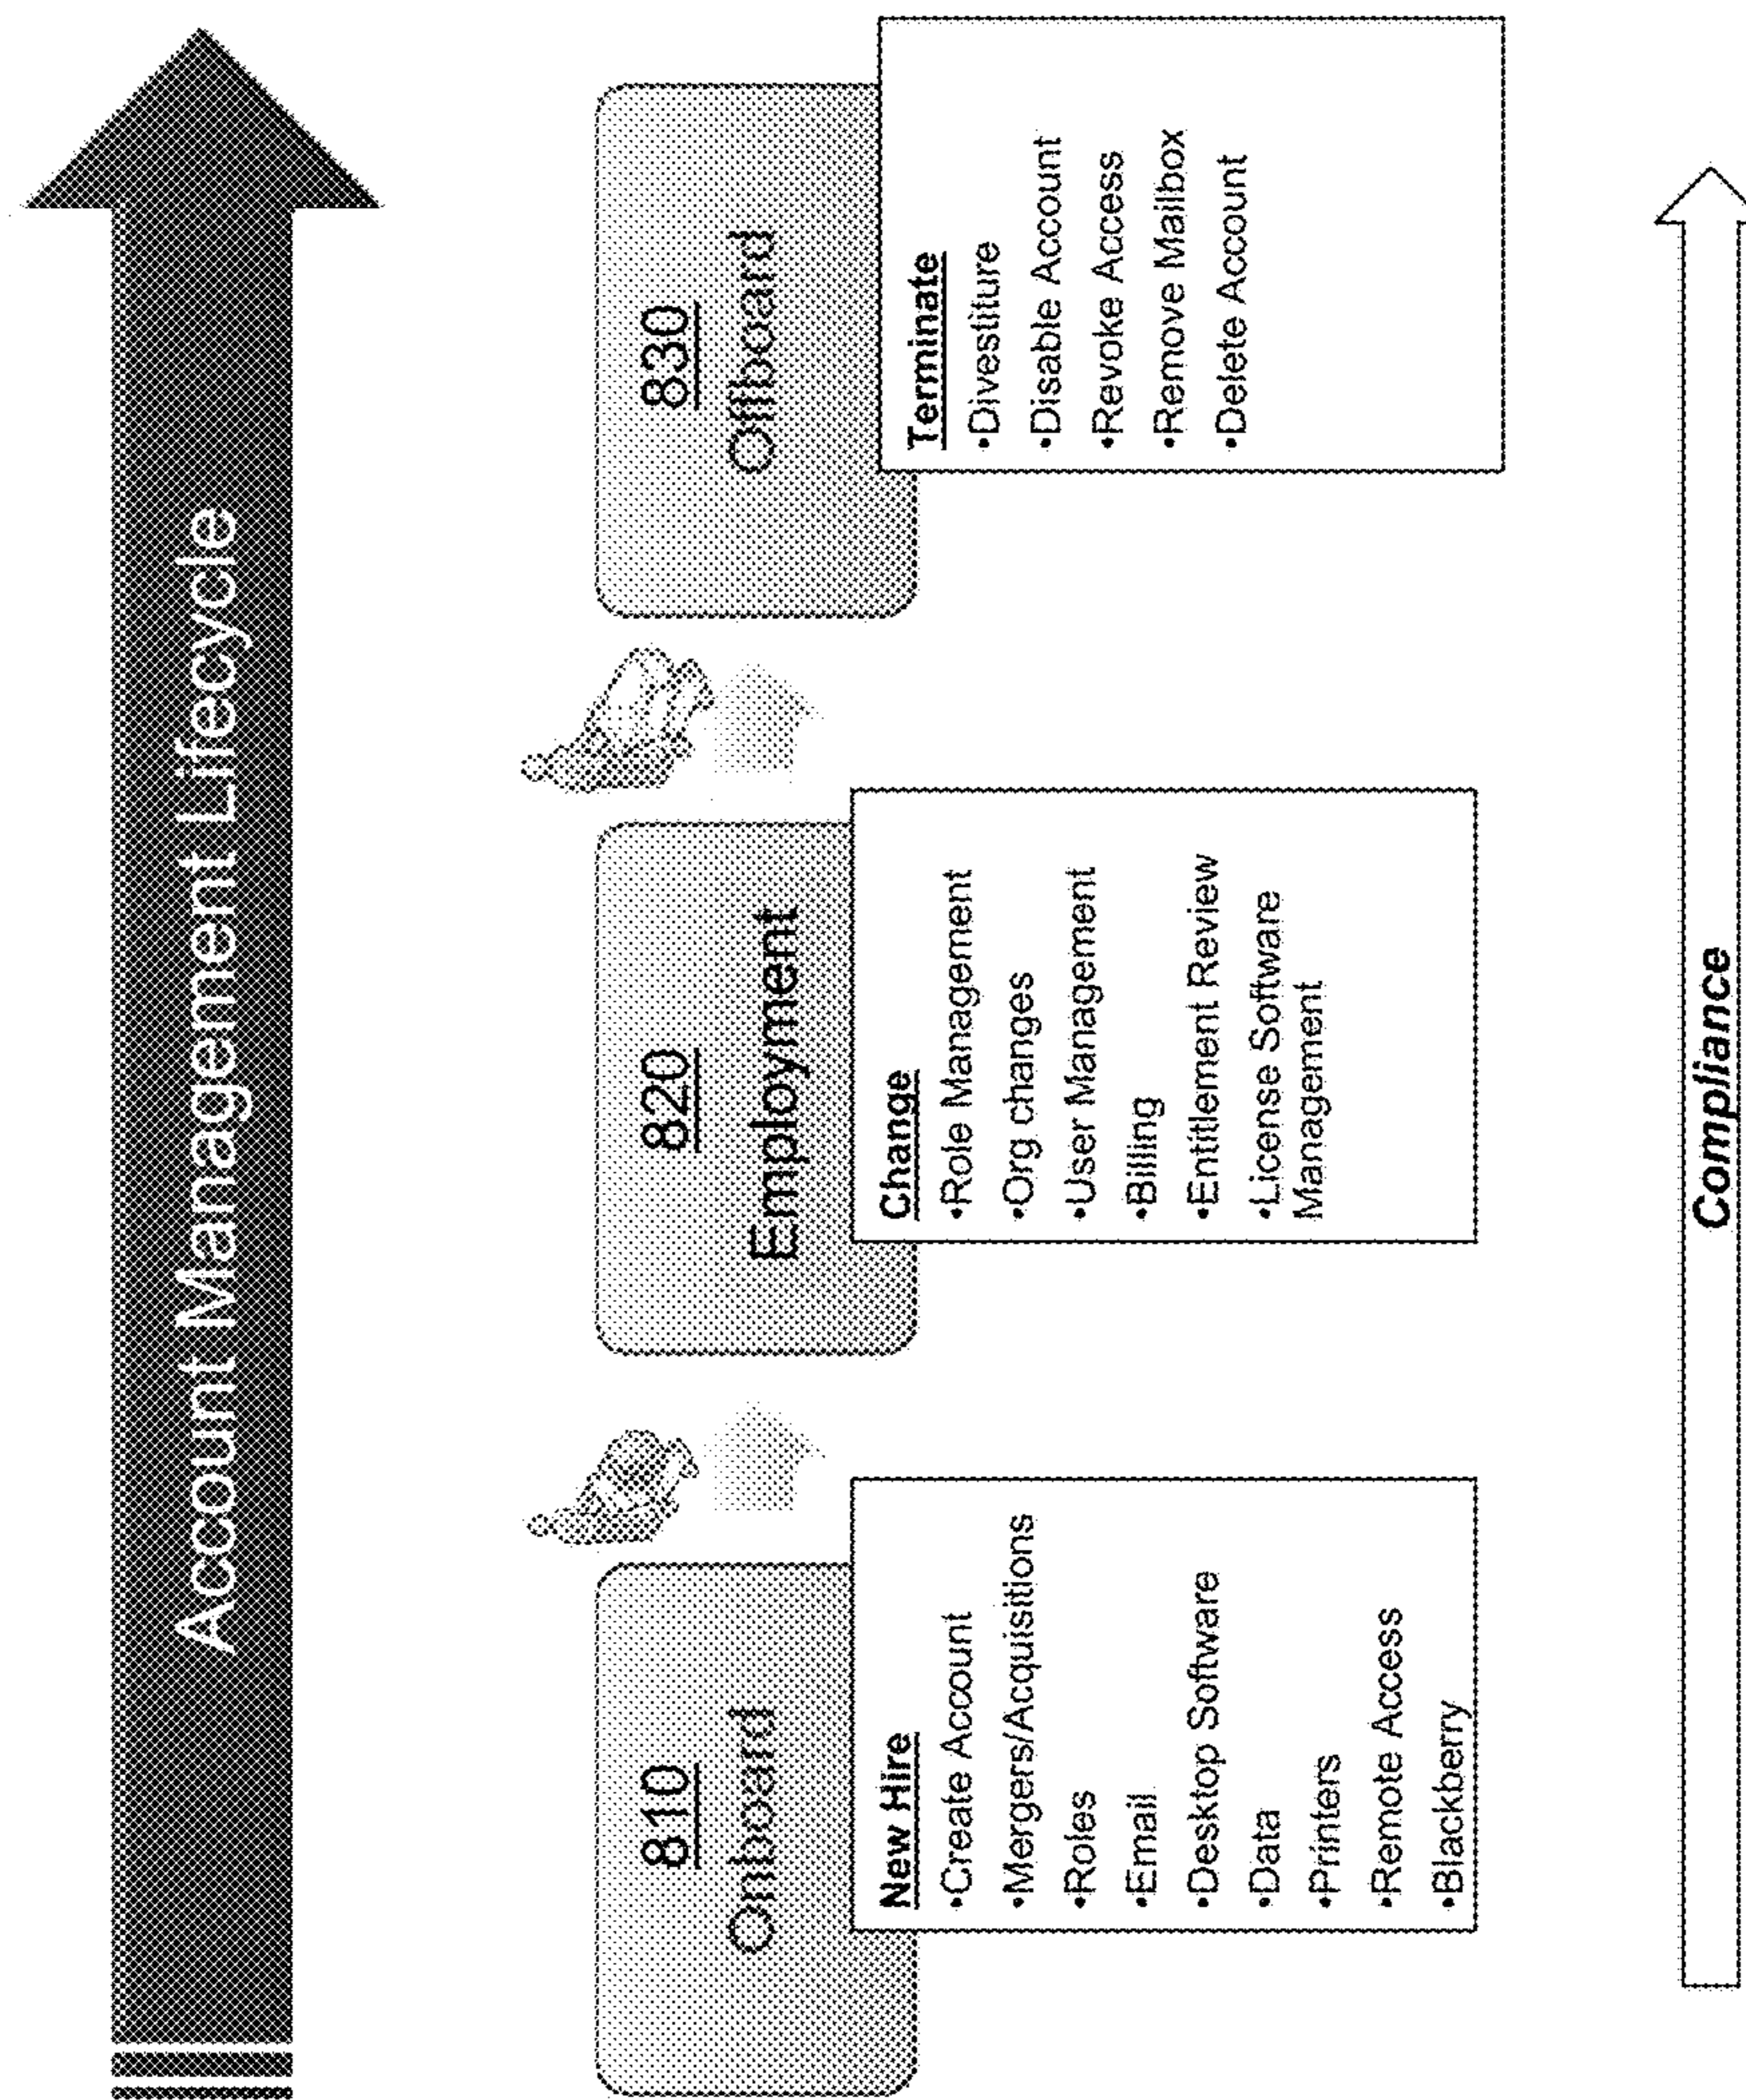 Account Management Lifecycle
810
Onboard
New Hire
•Create Account
•Mergers/Acquisitions
•Roles
•Email
•Desktop Software
•Data
•Printers
•Remote Access
•Blackberry
820
Employment
Change
•Role Management
•Org changes
•User Management
•Billing
•Entitlement Review
•License Software
Management
830
Offboard
Terminate
•Divestiture
•Disable Account
•Revoke Access
•Remove Mailbox
•Delete Account
Compliance